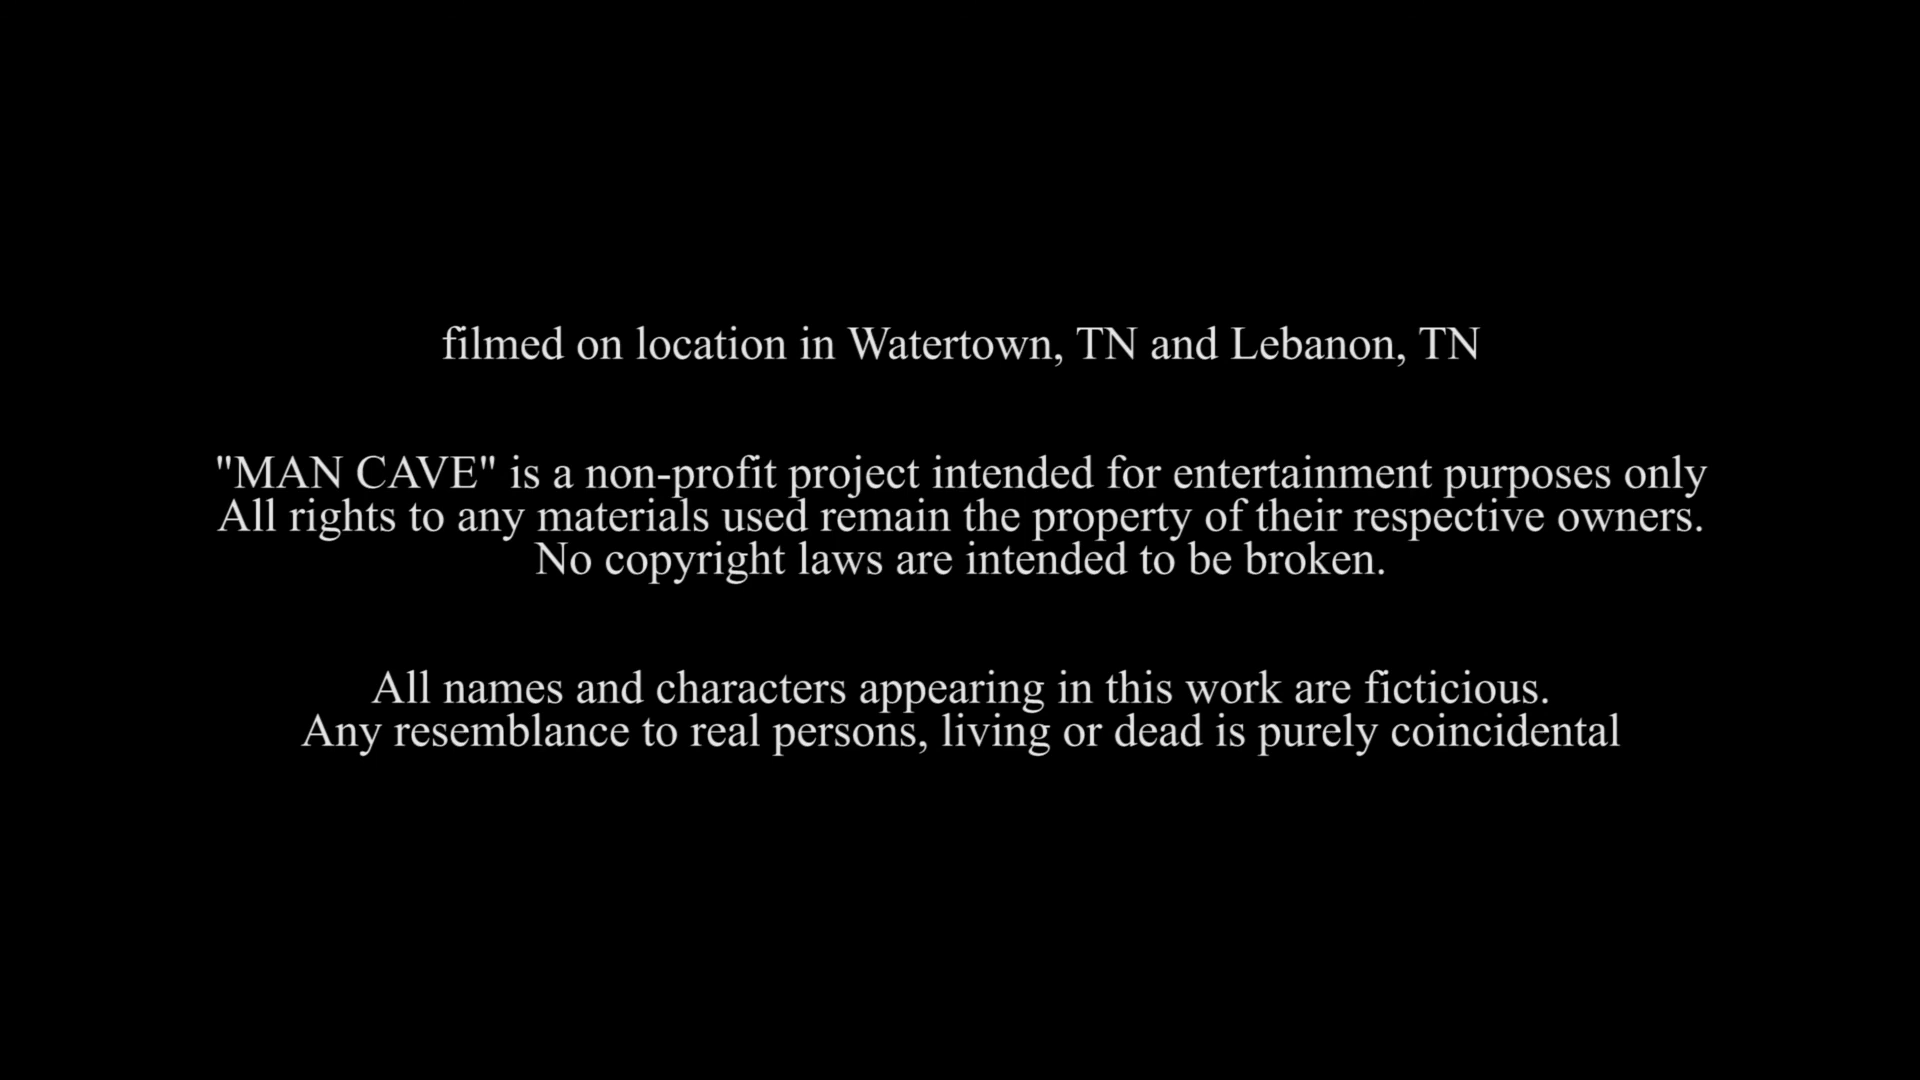 filmed on location in Watertown, TN and Lebanon, TN
"MAN CAVE" is a non-profit project intended for entertainment purposes only
All rights to any materials used remain the property of their respective owners.
No copyright laws are intended to be broken.
All names and characters appearing in this work are ficticious.
Any resemblance to real persons, living or dead is purely coincidental